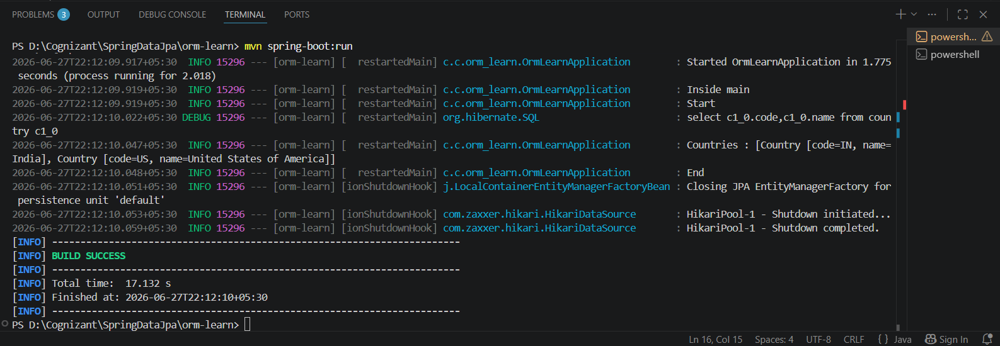 PROBLEMS 3 OUTPUT DEBUG CONSOLE TERMINAL PORTS
powersh...
powershell
PS D:\Cognizant\SpringDataJpa\orm-learn> mvn spring-boot:run
2026-06-27T22:12:09.917+05:30  INFO 15296 --- [orm-learn] [  restartedMain] c.c.orm_learn.OrmLearnApplication        : Started OrmLearnApplication in 1.775
 seconds (process running for 2.018)
2026-06-27T22:12:09.919+05:30  INFO 15296 --- [orm-learn] [  restartedMain] c.c.orm_learn.OrmLearnApplication        : Inside main
2026-06-27T22:12:09.919+05:30  INFO 15296 --- [orm-learn] [  restartedMain] c.c.orm_learn.OrmLearnApplication        : Start
2026-06-27T22:12:10.022+05:30 DEBUG 15296 --- [orm-learn] [  restartedMain] org.hibernate.SQL                        : select c1_0.code,c1_0.name from coun
try c1_0
2026-06-27T22:12:10.047+05:30  INFO 15296 --- [orm-learn] [  restartedMain] c.c.orm_learn.OrmLearnApplication        : Countries : [Country [code=IN, name=
India], Country [code=US, name=United States of America]]
2026-06-27T22:12:10.048+05:30  INFO 15296 --- [orm-learn] [  restartedMain] c.c.orm_learn.OrmLearnApplication        : End
2026-06-27T22:12:10.051+05:30  INFO 15296 --- [orm-learn] [ionShutdownHook] j.LocalContainerEntityManagerFactoryBean : Closing JPA EntityManagerFactory for
 persistence unit 'default'
2026-06-27T22:12:10.053+05:30  INFO 15296 --- [orm-learn] [ionShutdownHook] com.zaxxer.hikari.HikariDataSource       : HikariPool-1 - Shutdown initiated...
2026-06-27T22:12:10.059+05:30  INFO 15296 --- [orm-learn] [ionShutdownHook] com.zaxxer.hikari.HikariDataSource       : HikariPool-1 - Shutdown completed.
[INFO] ------------------------------------------------------------------------
[INFO] BUILD SUCCESS
[INFO] ------------------------------------------------------------------------
[INFO] Total time:  17.132 s
[INFO] Finished at: 2026-06-27T22:12:10+05:30
[INFO] ------------------------------------------------------------------------
PS D:\Cognizant\SpringDataJpa\orm-learn>
Ln 16, Col 15 Spaces: 4 UTF-8 CRLF {} Java Sign In